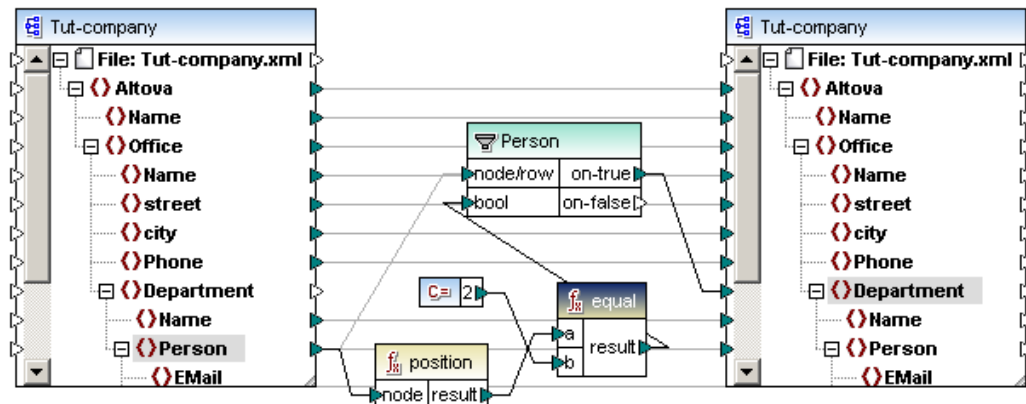 Tut-company
File: Tut-company.xml
Altova
Name
Office
Name
street
city
Phone
Department
Name
Person
EMail
Person
node/row on-true
bool on-false
C= 2
equal
a
b
result
position
node result
Tut-company
File: Tut-company.xml
Altova
Name
Office
Name
street
city
Phone
Department
Name
Person
EMail